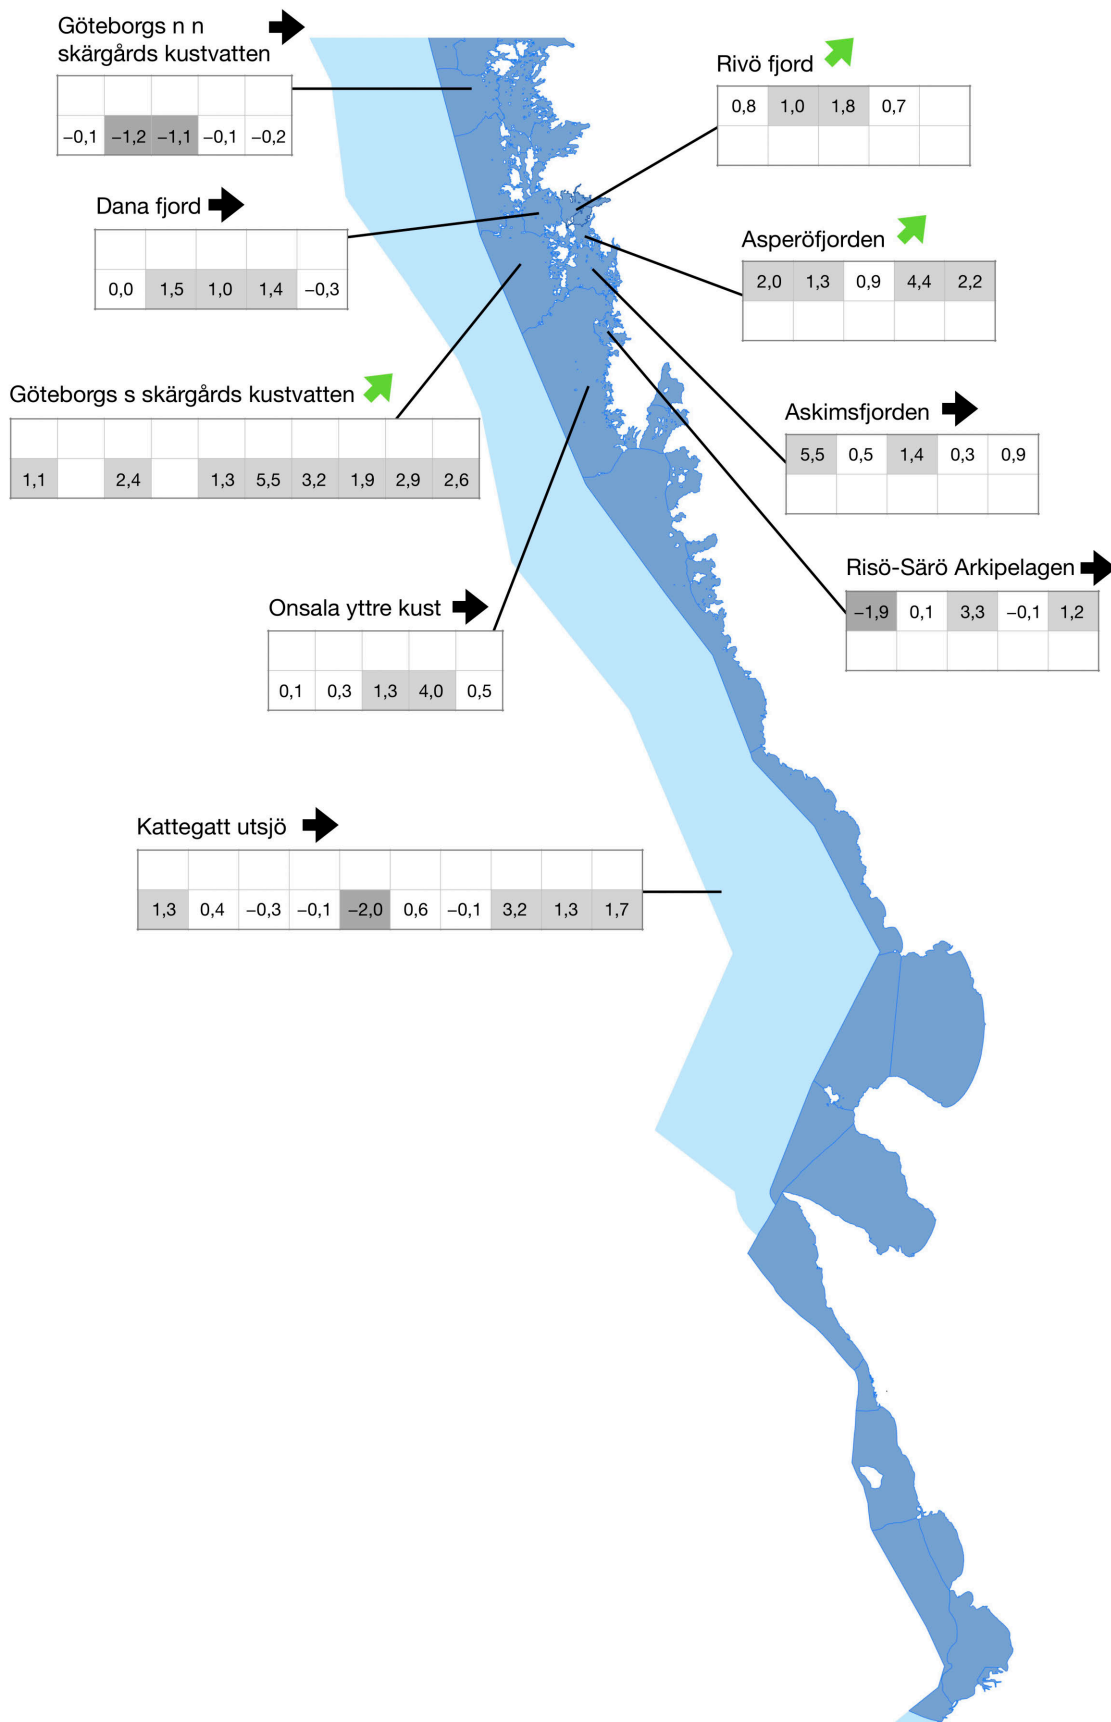 Göteborgs n n
skärgårds kustvatten
−0,1 −1,2 −1,1 −0,1 −0,2
Rivö fjord
0,8 1,0 1,8 0,7
Dana fjord
0,0 1,5 1,0 1,4 −0,3
Asperöfjorden
2,0 1,3 0,9 4,4 2,2
Göteborgs s skärgårds kustvatten
1,1 2,4 1,3 5,5 3,2 1,9 2,9 2,6
Askimsfjorden
5,5 0,5 1,4 0,3 0,9
Risö-Särö Arkipelagen
−1,9 0,1 3,3 −0,1 1,2
Onsala yttre kust
0,1 0,3 1,3 4,0 0,5
Kattegatt utsjö
1,3 0,4 −0,3 −0,1 −2,0 0,6 −0,1 3,2 1,3 1,7